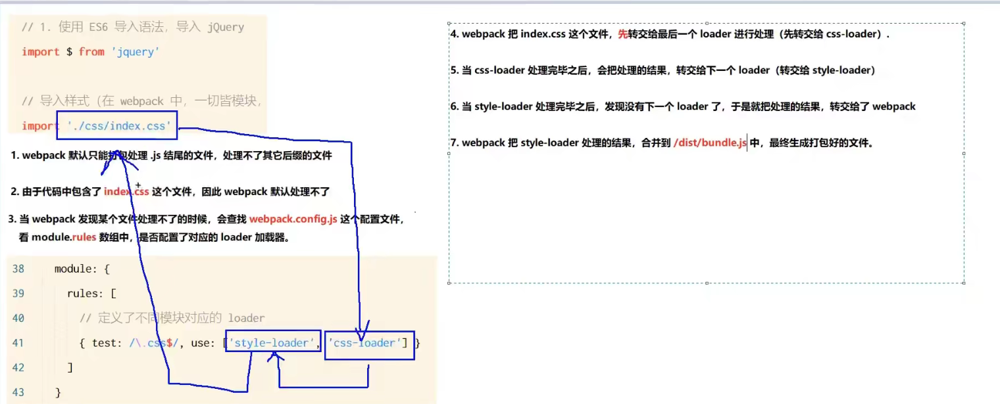 // 1. 使用 ES6 导入语法，导入 jQuery
import $ from 'jquery'
// 导入样式（在 webpack 中，一切皆模块，
import './css/index.css'
1. webpack 默认只能打包处理 .js 结尾的文件，处理不了其它后缀的文件
2. 由于代码中包含了 index.css 这个文件，因此 webpack 默认处理不了
3. 当 webpack 发现某个文件处理不了的时候，会查找 webpack.config.js 这个配置文件，
看 module.rules 数组中，是否配置了对应的 loader 加载器。
38 module: {
39 rules: [
40 // 定义了不同模块对应的 loader
41 { test: /\.css$/, use: ['style-loader', 'css-loader'] }
42 ]
43 }
4. webpack 把 index.css 这个文件，先转交给最后一个 loader 进行处理（先转交给 css-loader）.
5. 当 css-loader 处理完毕之后，会把处理的结果，转交给下一个 loader（转交给 style-loader）
6. 当 style-loader 处理完毕之后，发现没有下一个 loader 了，于是就把处理的结果，转交给了 webpack
7. webpack 把 style-loader 处理的结果，合并到 /dist/bundle.js 中，最终生成打包好的文件。